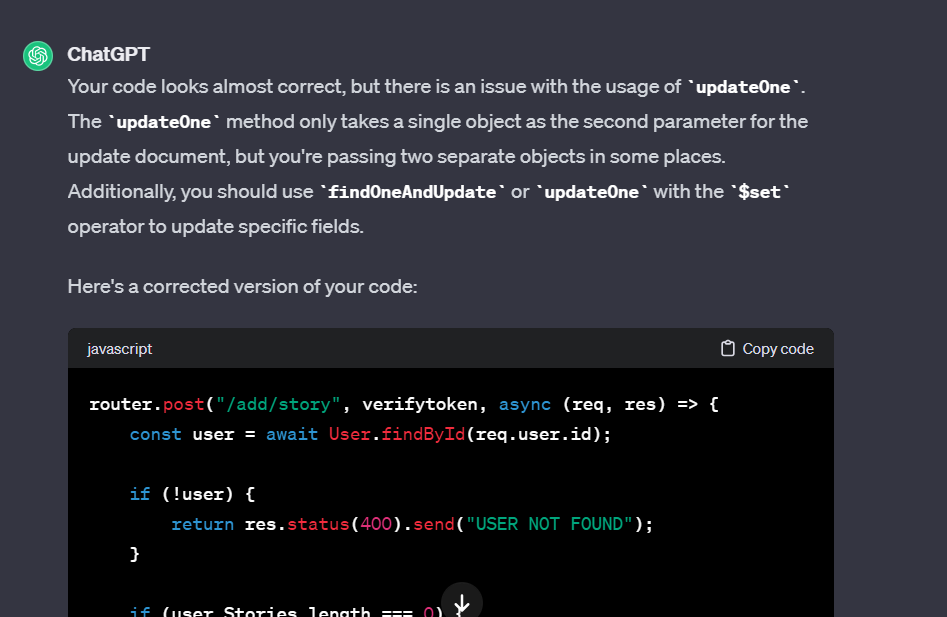 ChatGPT
Your code looks almost correct, but there is an issue with the usage of `updateOne`.
The `updateOne` method only takes a single object as the second parameter for the
update document, but you're passing two separate objects in some places.
Additionally, you should use `findOneAndUpdate` or `updateOne` with the `$set`
operator to update specific fields.
Here's a corrected version of your code:
javascript Copy code
router.post("/add/story", verifytoken, async (req, res) => {
const user = await User.findById(req.user.id);
if (!user) {
return res.status(400).send("USER NOT FOUND");
}
if (user.Stories.length === 0) {